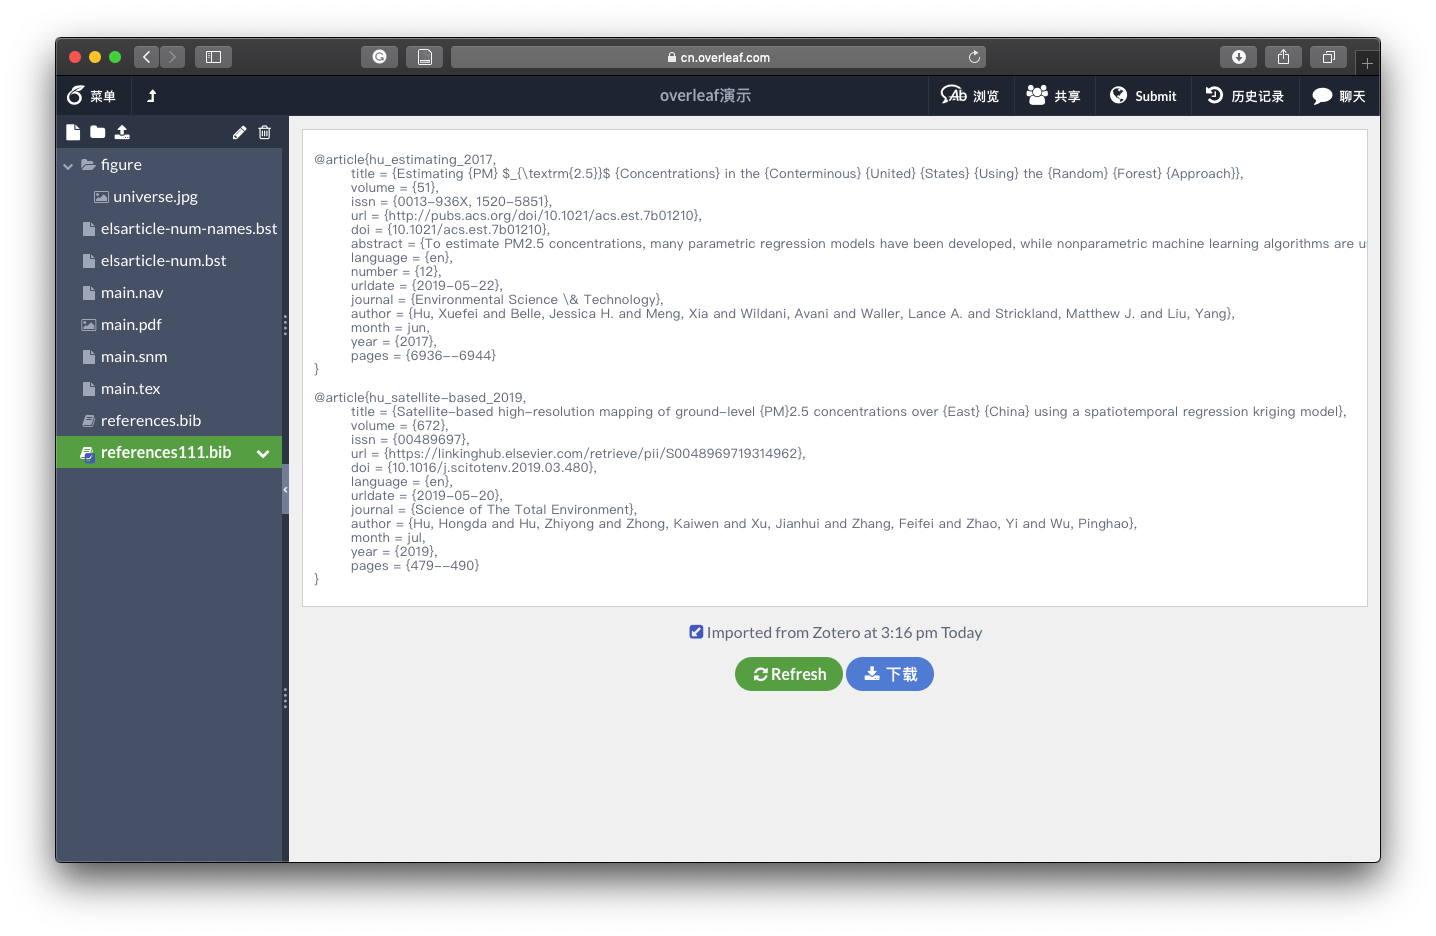 cn.overleaf.com
菜单
overleaf演示
Ab 浏览
共享
Submit
历史记录
聊天
figure
universe.jpg
elsarticle-num-names.bst
elsarticle-num.bst
main.nav
main.pdf
main.snm
main.tex
references.bib
references111.bib
@article{hu_estimating_2017,
title = {Estimating {PM} $_{\textrm{2.5}}$ {Concentrations} in the {Conterminous} {United} {States} {Using} the {Random} {Forest} {Approach}},
volume = {51},
issn = {0013-936X, 1520-5851},
url = {http://pubs.acs.org/doi/10.1021/acs.est.7b01210},
doi = {10.1021/acs.est.7b01210},
abstract = {To estimate PM2.5 concentrations, many parametric regression models have been developed, while nonparametric machine learning algorithms are u
language = {en},
number = {12},
urldate = {2019-05-22},
journal = {Environmental Science \& Technology},
author = {Hu, Xuefei and Belle, Jessica H. and Meng, Xia and Wildani, Avani and Waller, Lance A. and Strickland, Matthew J. and Liu, Yang},
month = jun,
year = {2017},
pages = {6936--6944}
}
@article{hu_satellite-based_2019,
title = {Satellite-based high-resolution mapping of ground-level {PM}2.5 concentrations over {East} {China} using a spatiotemporal regression kriging model},
volume = {672},
issn = {00489697},
url = {https://linkinghub.elsevier.com/retrieve/pii/S0048969719314962},
doi = {10.1016/j.scitotenv.2019.03.480},
language = {en},
urldate = {2019-05-20},
journal = {Science of The Total Environment},
author = {Hu, Hongda and Hu, Zhiyong and Zhong, Kaiwen and Xu, Jianhui and Zhang, Feifei and Zhao, Yi and Wu, Pinghao},
month = jul,
year = {2019},
pages = {479--490}
}
Imported from Zotero at 3:16 pm Today
Refresh
下载